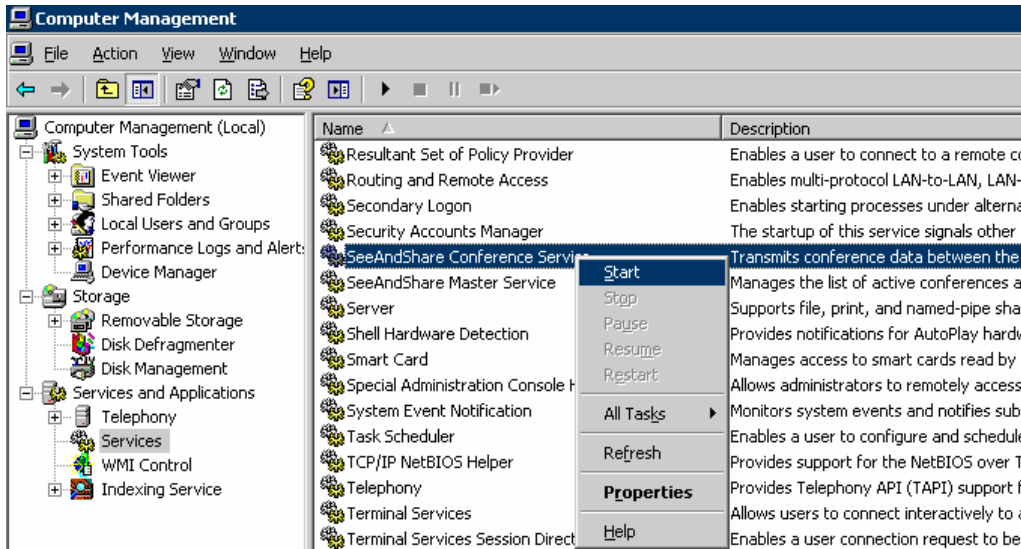 Computer Management
File Action View Window Help
Computer Management (Local)
System Tools
Event Viewer
Shared Folders
Local Users and Groups
Performance Logs and Alert
Device Manager
Storage
Removable Storage
Disk Defragmenter
Disk Management
Services and Applications
Telephony
Services
WMI Control
Indexing Service
Name Description
Resultant Set of Policy Provider Enables a user to connect to a remote
Routing and Remote Access Enables multi-protocol LAN-to-LAN, LAN-
Secondary Logon Enables starting processes under
Security Accounts Manager The startup of this service signals other
SeeAndShare Conference Transmits conference data between the
SeeAndShare Master Service Manages the list of active conferences
Server Supports file, print, and named-pipe
Shell Hardware Detection Provides notifications for AutoPlay
Smart Card Manages access to smart cards read by
Special Administration Console Allows administrators to remotely access
System Event Notification Monitors system events and notifies
Task Scheduler Enables a user to configure and
TCP/IP NetBIOS Helper Provides support for the NetBIOS over
Telephony Provides Telephony API (TAPI) support
Terminal Services Allows users to connect interactively to
Terminal Services Session Enables a user connection request to be
Start
Stop
Pause
Resume
Restart
All Tasks
Refresh
Properties
Help